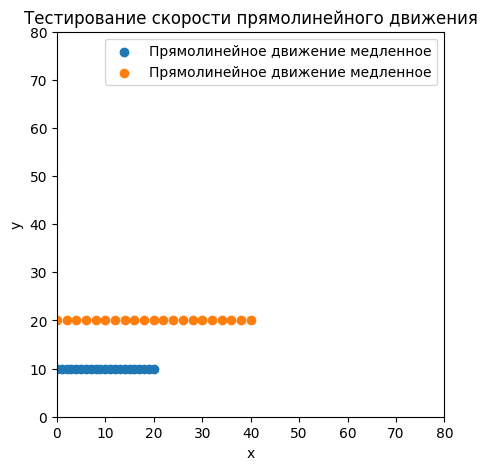 Тестирование скорости прямолинейного движения
Прямолинейное движение медленное
Прямолинейное движение медленное
80
70
60
50
40
30
20
10
0
y
0 10 20 30 40 50 60 70 80
x